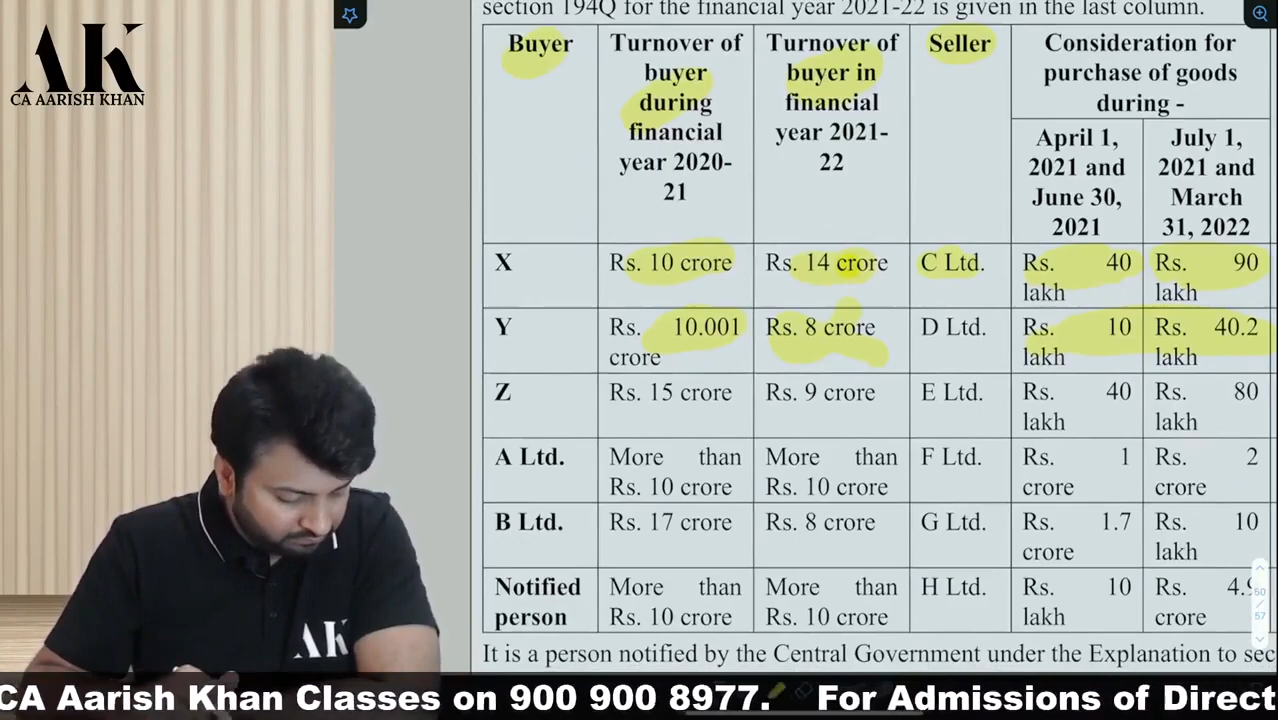 AK
CA AARISH KHAN
section 194Q for the financial year 2021-22 is given in the last column.
Buyer
Turnover of
buyer
during
financial
year 2020-
21
Turnover of
buyer in
financial
year 2021-
22
Seller
Consideration for
purchase of goods
during -
April 1,
2021 and
June 30,
2021
July 1,
2021 and
March
31, 2022
X
Rs. 10 crore
Rs. 14 crore
C Ltd.
Rs. 40
lakh
Rs. 90
lakh
Y
Rs. 10.001
crore
Rs. 8 crore
D Ltd.
Rs. 10
lakh
Rs. 40.2
lakh
Z
Rs. 15 crore
Rs. 9 crore
E Ltd.
Rs. 40
lakh
Rs. 80
lakh
A Ltd.
More than
Rs. 10 crore
More than
Rs. 10 crore
F Ltd.
Rs. 1
crore
Rs. 2
crore
B Ltd.
Rs. 17 crore
Rs. 8 crore
G Ltd.
Rs. 1.7
crore
Rs. 10
lakh
Notified
person
More than
Rs. 10 crore
More than
Rs. 10 crore
H Ltd.
Rs. 10
lakh
Rs. 4.9
crore
50
/
57
It is a person notified by the Central Government under the Explanation to sec
AK
CA Aarish Khan Classes on 900 900 8977. For Admissions of Direct